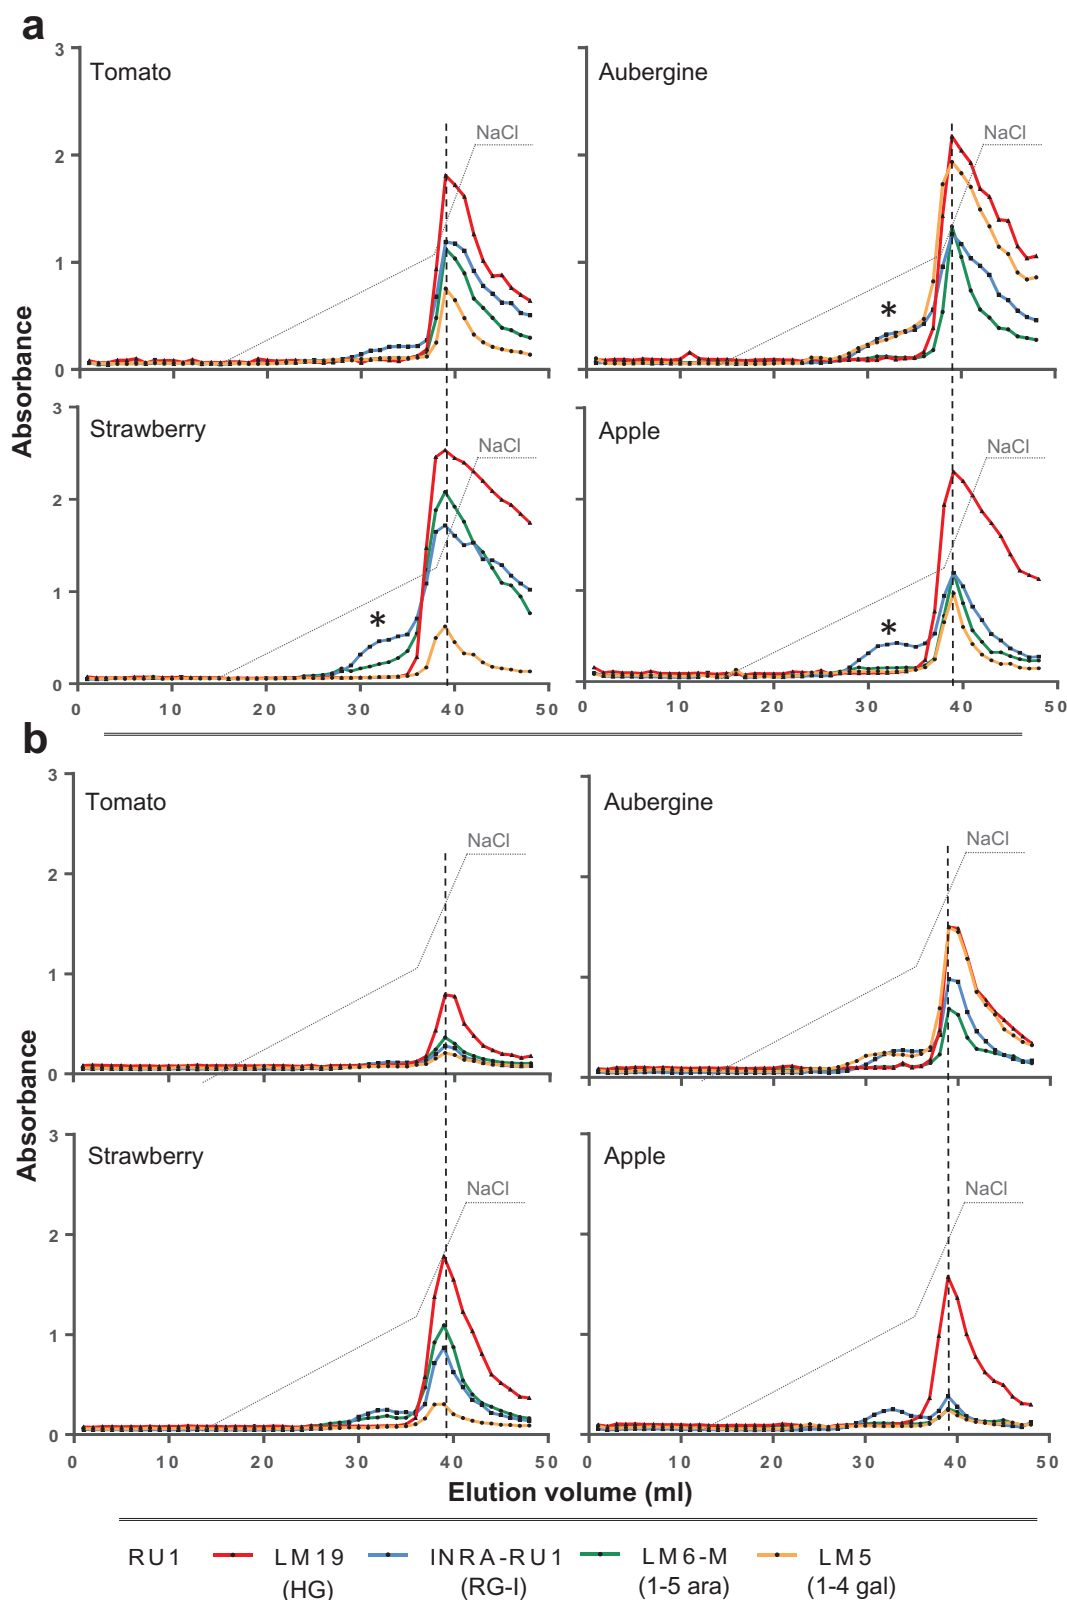 a
3
Tomato
Aubergine
NaCl
NaCl
2
1
*
0
Absorbance
3
Strawberry
Apple
NaCl
NaCl
2
1
*
*
0
0 10 20 30 40 50
0 10 20 30 40 50
b
3
Tomato
Aubergine
NaCl
NaCl
2
1
0
Absorbance
3
Strawberry
Apple
NaCl
NaCl
2
1
0
0 10 20 30 40 50
0 10 20 30 40 50
Elution volume (ml)
RU1 LM19 INRA-RU1 LM6-M LM5
(HG) (RG-I) (1-5 ara) (1-4 gal)